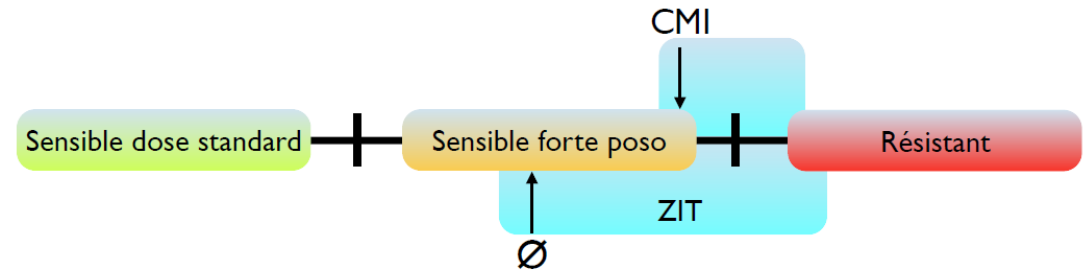 CMI
Sensible dose standard
Sensible forte poso
Résistant
ZIT
Ø